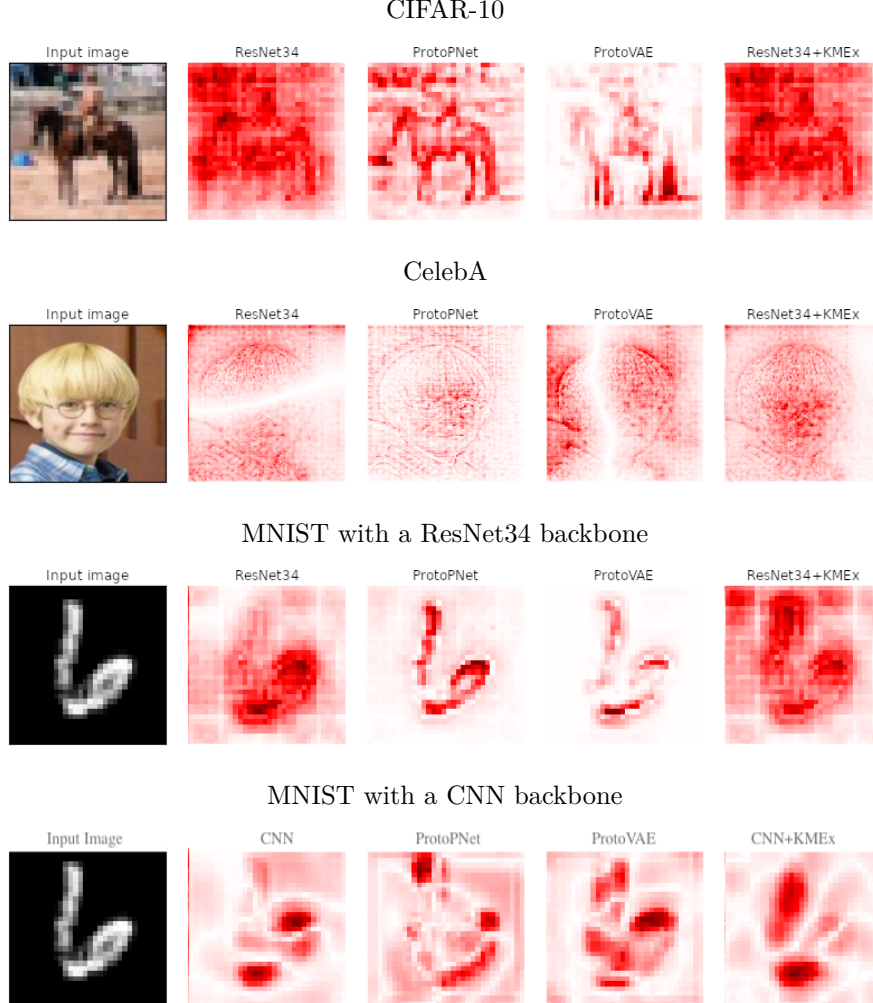 CIFAR-10
Input image ResNet34 ProtoPNet ProtoVAE ResNet34+KMEx
CelebA
Input image ResNet34 ProtoPNet ProtoVAE ResNet34+KMEx
MNIST with a ResNet34 backbone
Input image ResNet34 ProtoPNet ProtoVAE ResNet34+KMEx
MNIST with a CNN backbone
Input Image CNN ProtoPNet ProtoVAE CNN+KMEx